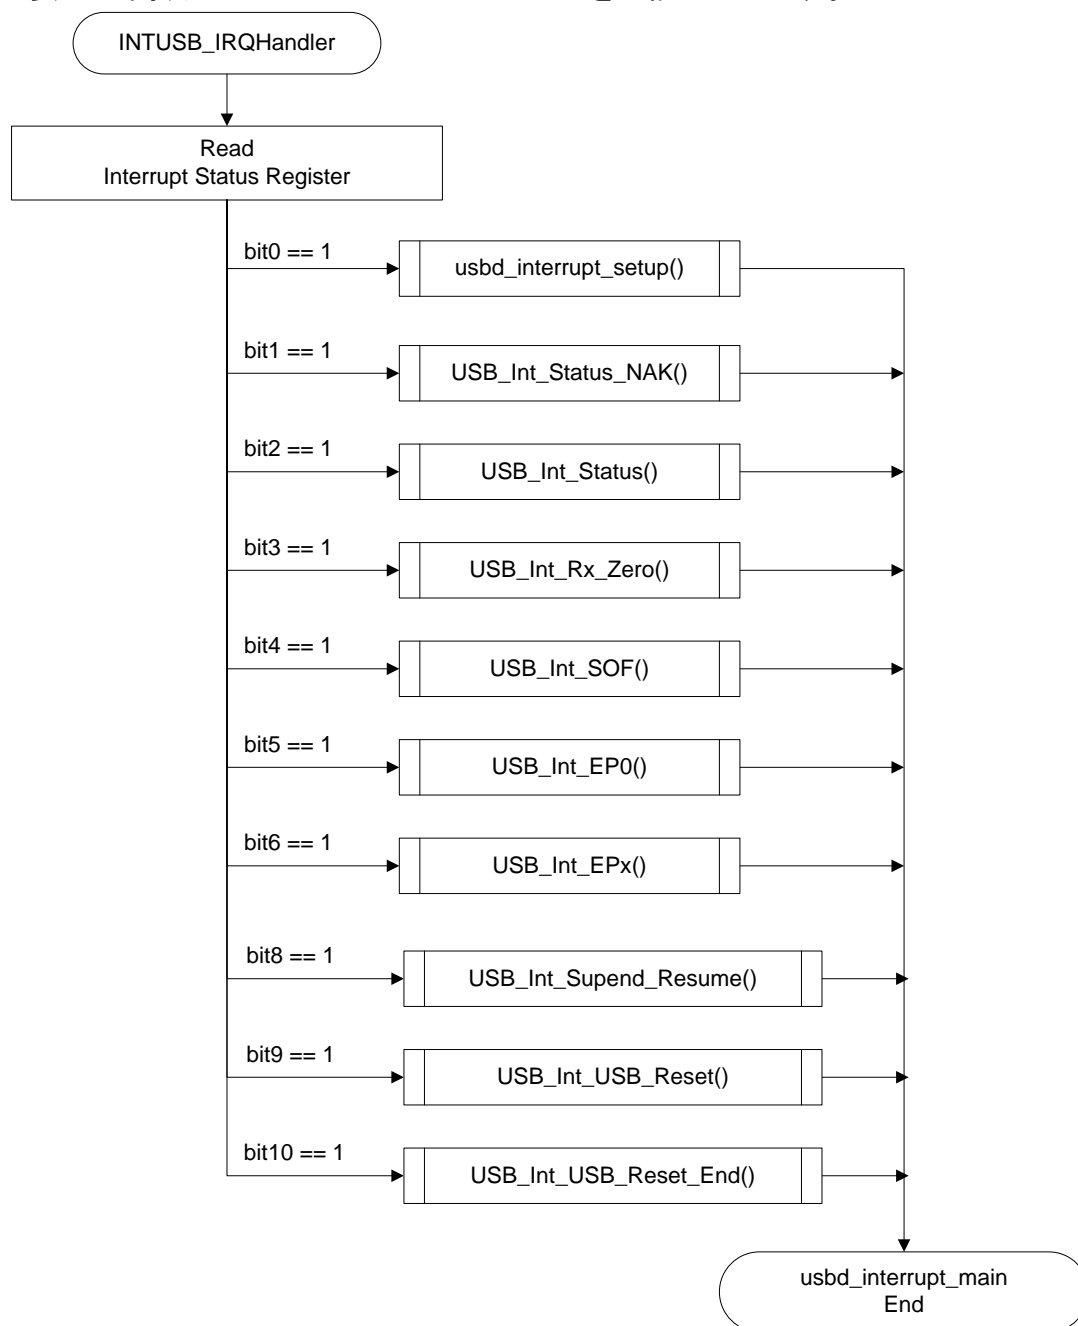 INTUSB_IRQHandler
Read
Interrupt Status Register
bit0 == 1
usbd_interrupt_setup()
bit1 == 1
USB_Int_Status_NAK()
bit2 == 1
USB_Int_Status()
bit3 == 1
USB_Int_Rx_Zero()
bit4 == 1
USB_Int_SOF()
bit5 == 1
USB_Int_EP0()
bit6 == 1
USB_Int_EPx()
bit8 == 1
USB_Int_Supend_Resume()
bit9 == 1
USB_Int_USB_Reset()
bit10 == 1
USB_Int_USB_Reset_End()
usbd_interrupt_main
End